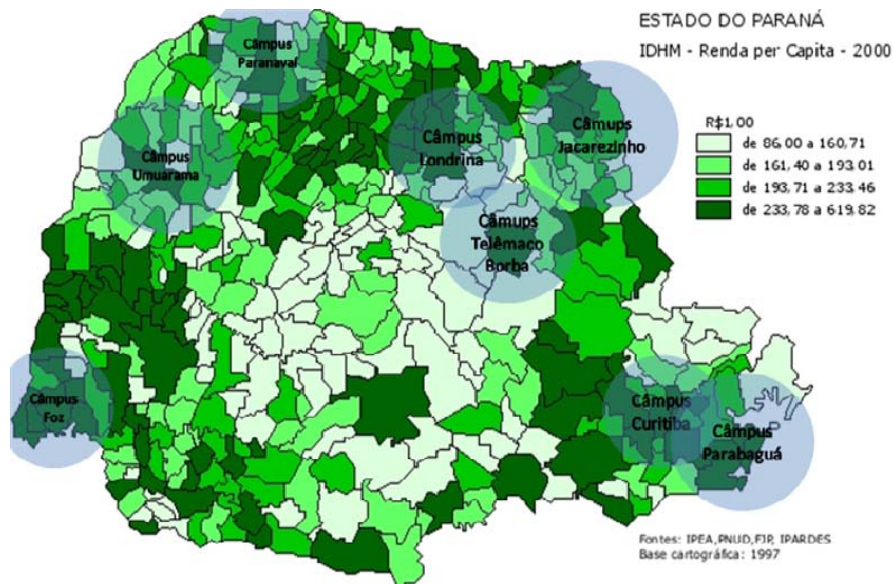 ESTADO DO PARANÁ
IDHM - Renda per Capita - 2000
R$1,00
de 86,00 a 160,71
de 161,40 a 193,01
de 193,71 a 233,46
de 233,78 a 619,82
Câmpus
Paranavaí
Câmpus
Umuarama
Câmpus
Londrina
Câmups
Jacarezinho
Câmups
Telêmaco
Borba
Câmpus
Foz
Câmpus
Curitiba
Câmpus
Parabaguá
Fontes: IPEA,PNUD,FJP, IPARDES
Base cartográfica: 1997